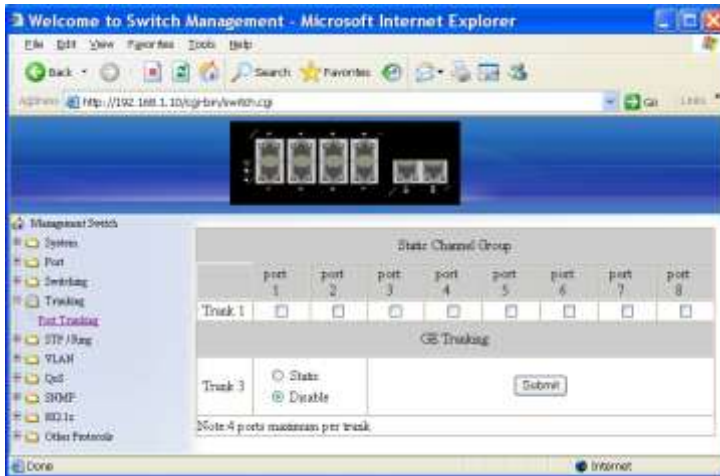 Welcome to Switch Management - Microsoft Internet Explorer
File Edit View Favorites Tools Help
Back Search Favorites
Address http://192.168.1.10/cgi-bin/switch.cgi Go Links
Management Switch
System
Port
Switching
Trunking
Port Trunking
STP / Ring
VLAN
QoS
SNMP
802.1x
Other Protocols
Static Channel Group
port 1 port 2 port 3 port 4 port 5 port 6 port 7 port 8
Trunk 1
GE Trunking
Trunk 3 Static Disable Submit
Note:4 ports maximum per trunk
Done Internet